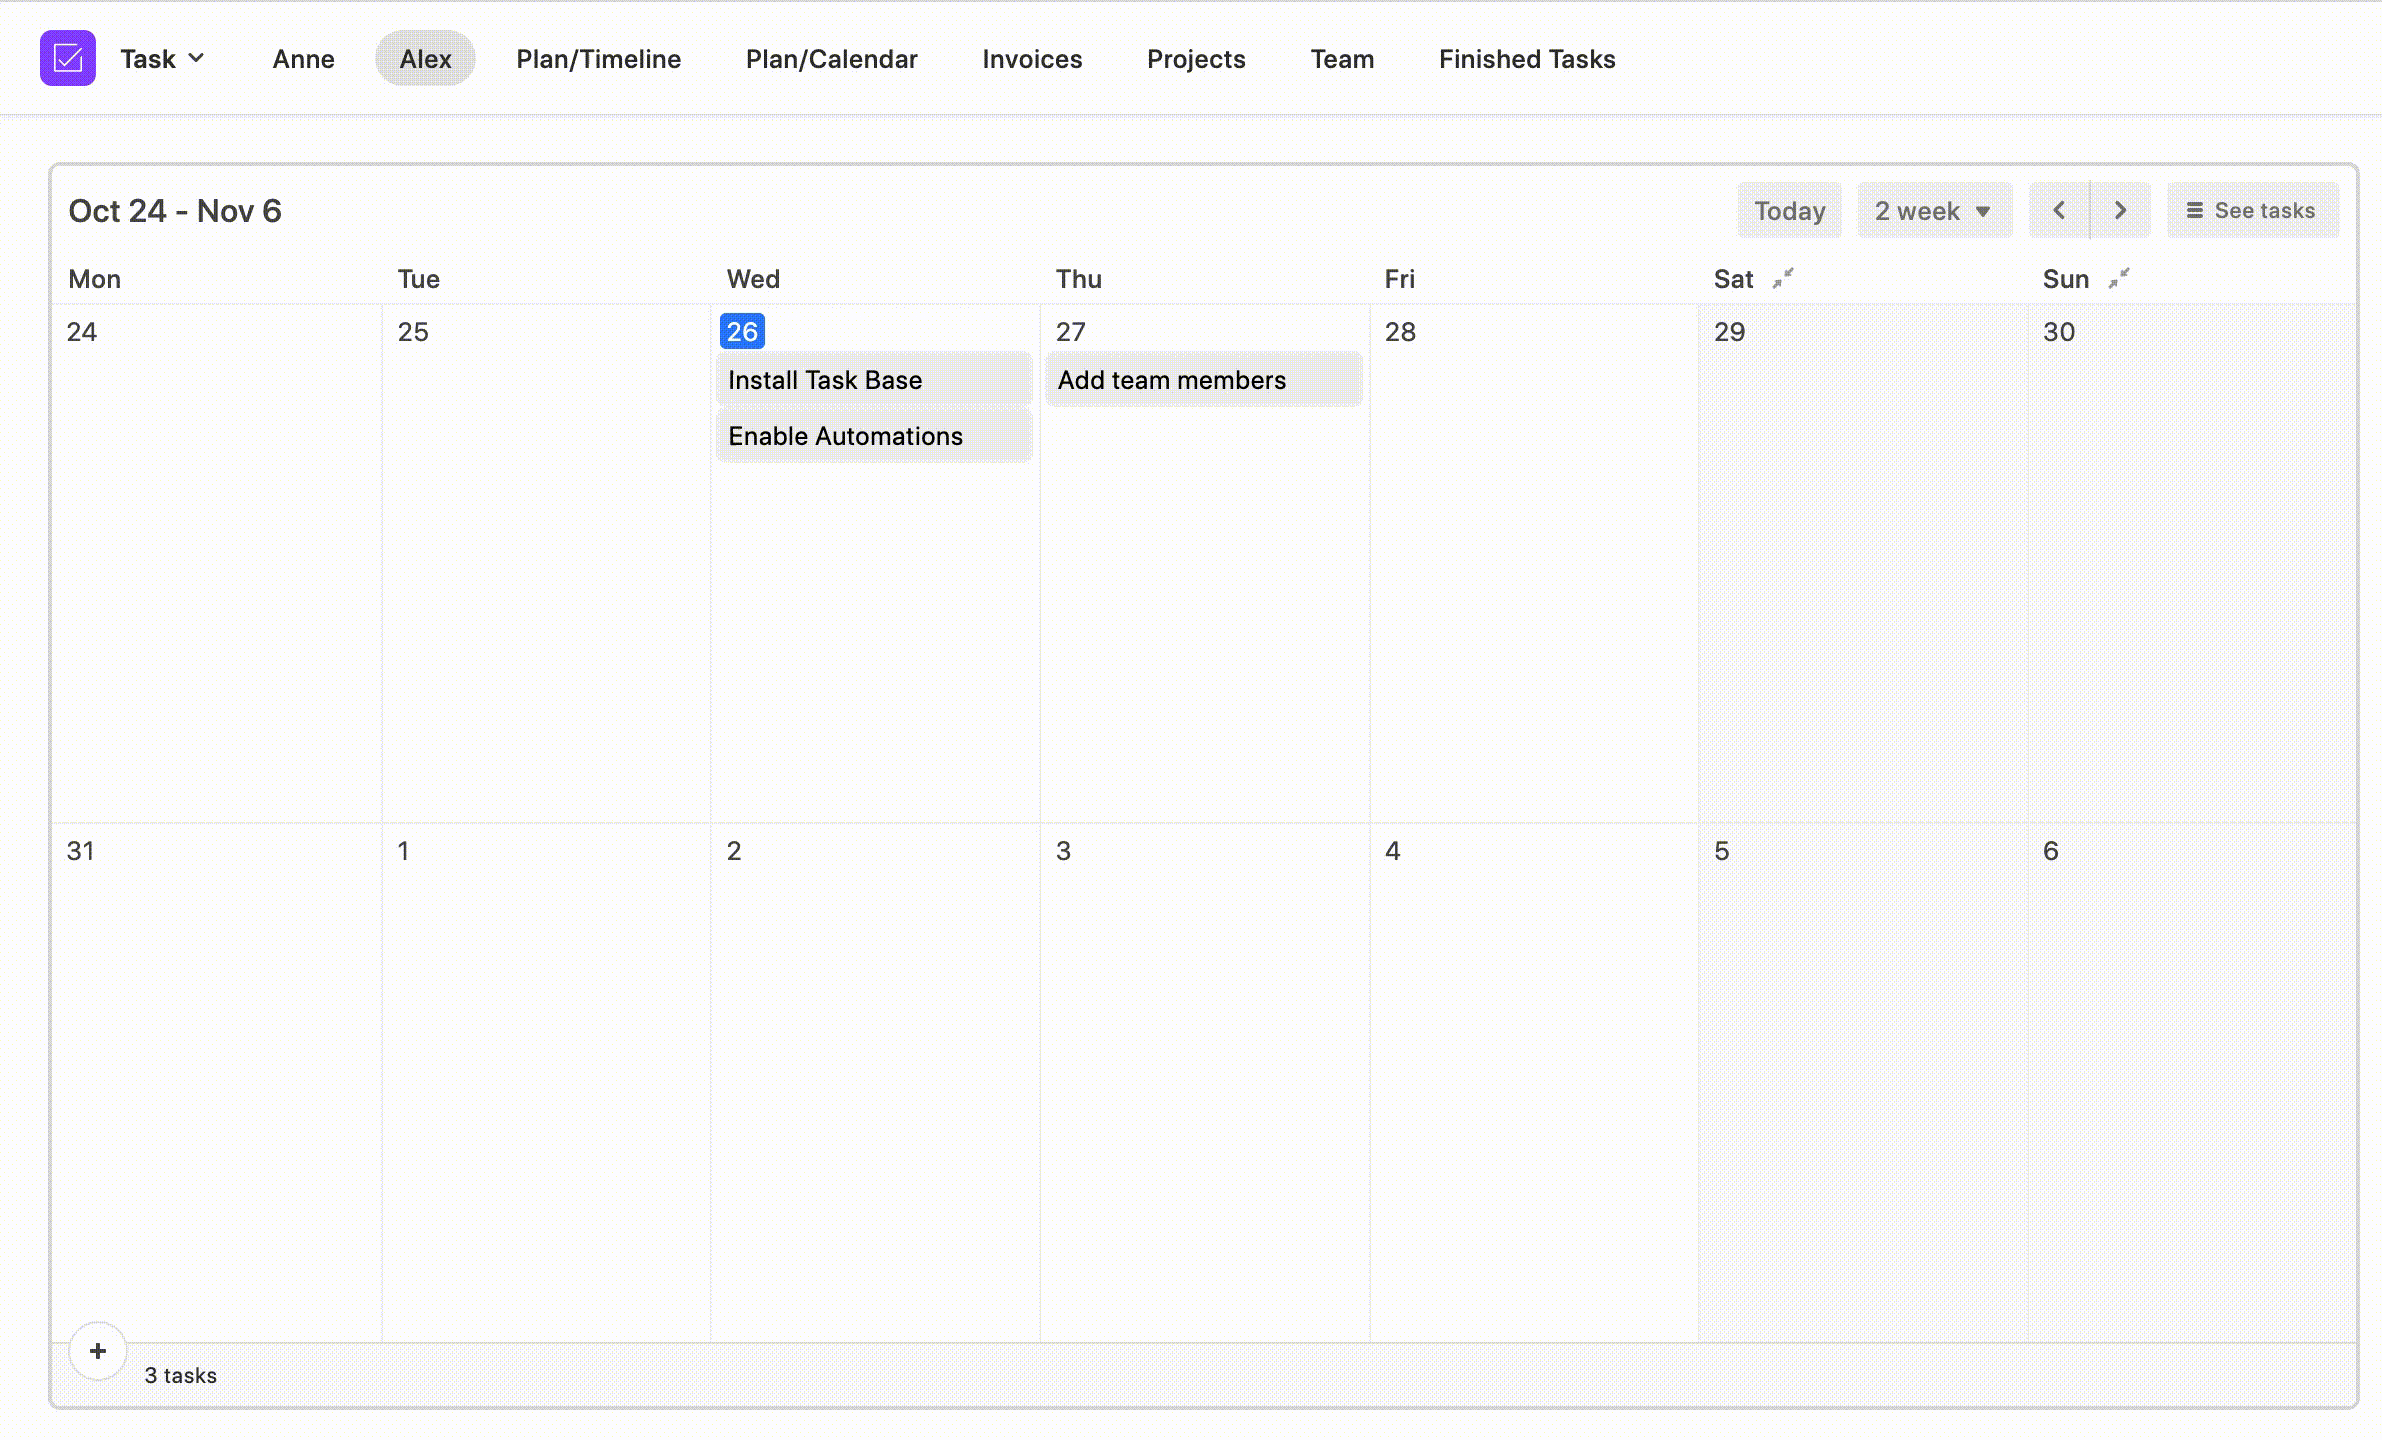 Task Anne Alex Plan/Timeline Plan/Calendar Invoices Projects Team Finished Tasks
Oct 24 - Nov 6 Today 2 week See tasks
Mon Tue Wed Thu Fri Sat Sun
24 25 26 27 28 29 30
Install Task Base Add team members
Enable Automations
31 1 2 3 4 5 6
+
3 tasks